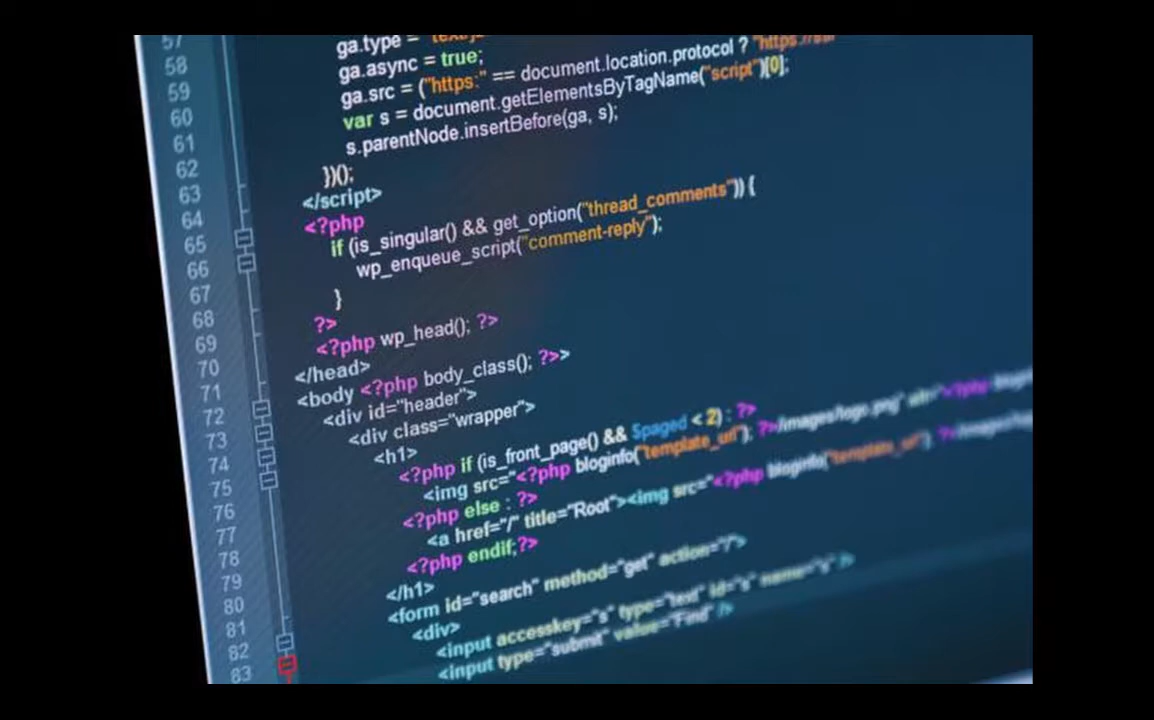 57
58 ga.type =
59 ga.async = true;
60 ga.src = ("https:" == document.location.protocol ? "https://
61 var s = document.getElementsByTagName("script")[0];
62 s.parentNode.insertBefore(ga, s);
63 })();
64 </script>
65 <?php
66 if (is_singular() && get_option("thread_comments")) {
67 wp_enqueue_script("comment-reply");
68 }
69 ?>
70 <?php wp_head(); ?>
71 </head>
72 <body <?php body_class(); ?>>
73 <div id="header">
74 <div class="wrapper">
75 <h1>
76 <?php if (is_front_page() && $paged < 2) : ?>
77 <img src="<?php bloginfo("template_url"); ?>/images/logo.png" alt="<?php
78 <?php else : ?>
79 <a href="/" title="Root"><img src="<?php bloginfo("template_url"); ?>/images/
80 <?php endif;?>
81 </h1>
82 <form id="search" method="get" action="/">
83 <div>
<input accesskey="s" type="text" id="s" name="s" />
<input type="submit" value="Find" />